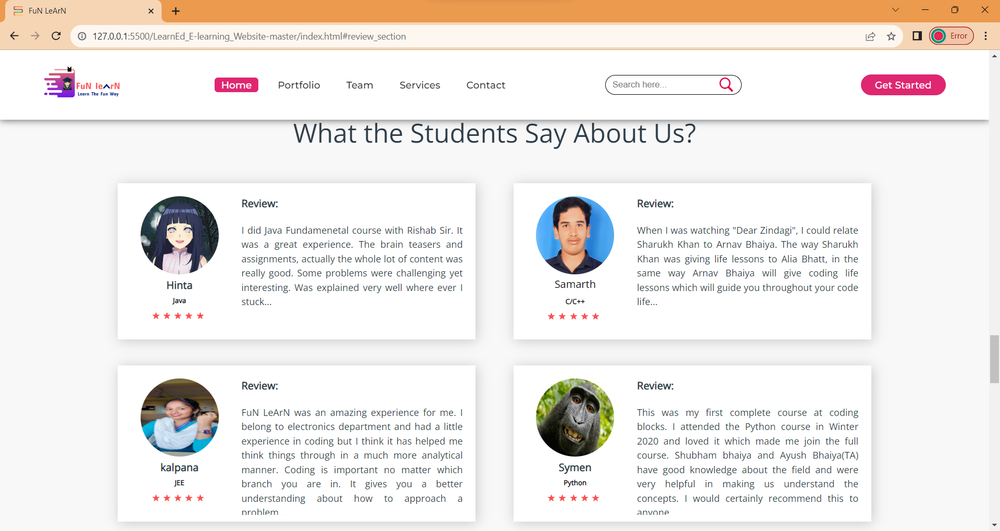 FuN LeArN
127.0.0.1:5500/LearnEd_E-learning_Website-master/index.html#review_section
Error
FuN leArN
Learn The Fun Way
Home
Portfolio
Team
Services
Contact
Search here...
Get Started
What the Students Say About Us?
Review:
I did Java Fundamenetal course with Rishab Sir. It
was a great experience. The brain teasers and
assignments, actually the whole lot of content was
really good. Some problems were challenging yet
interesting. Was explained very well where ever I
stuck...
Hinta
Java
Review:
When I was watching "Dear Zindagi", I could relate
Sharukh Khan to Arnav Bhaiya. The way Sharukh
Khan was giving life lessons to Alia Bhatt, in the
same way Arnav Bhaiya will give coding life
lessons which will guide you throughout your code
life...
Samarth
C/C++
Review:
FuN LeArN was an amazing experience for me. I
belong to electronics department and had a little
experience in coding but I think it has helped me
think things through in a much more analytical
manner. Coding is important no matter which
branch you are in. It gives you a better
understanding about how to approach a
problem
kalpana
JEE
Review:
This was my first complete course at coding
blocks. I attended the Python course in Winter
2020 and loved it which made me join the full
course. Shubham bhaiya and Ayush Bhaiya(TA)
have good knowledge about the field and were
very helpful in making us understand the
concepts. I would certainly recommend this to
anyone
Symen
Python